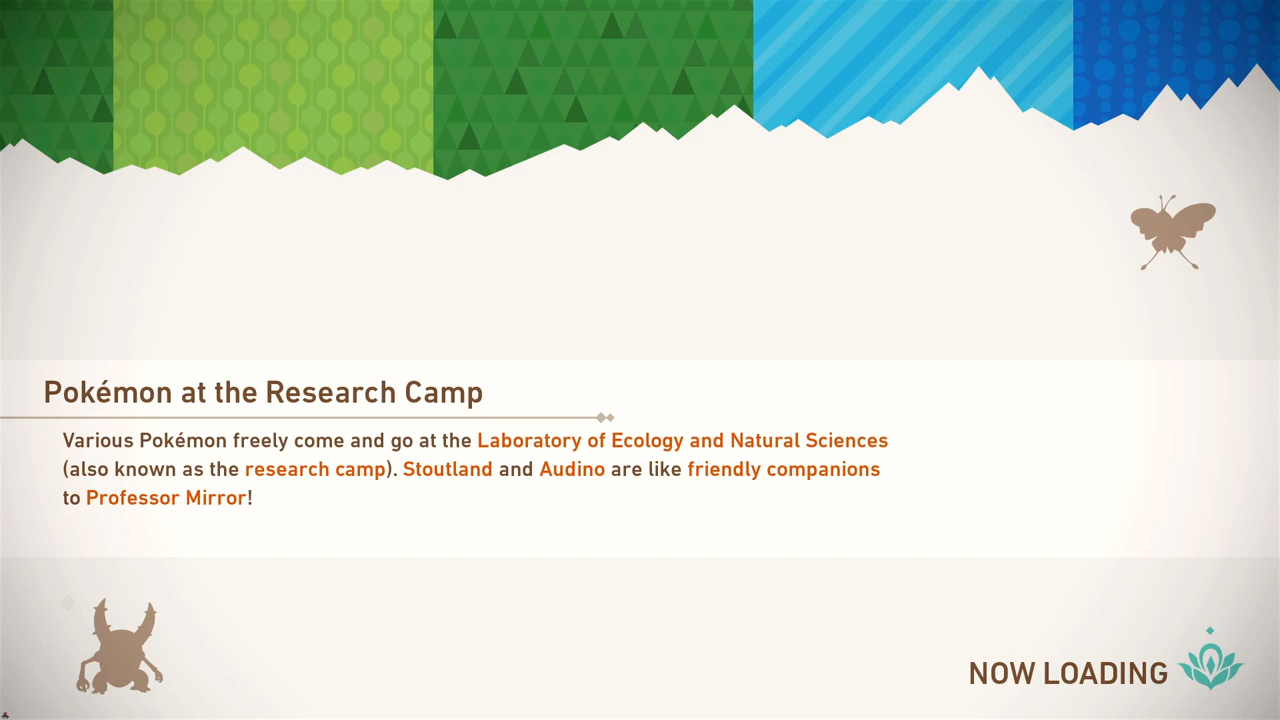 Pokémon at the Research Camp
Various Pokémon freely come and go at the Laboratory of Ecology and Natural Sciences
(also known as the research camp). Stoutland and Audino are like friendly companions
to Professor Mirror!
NOW LOADING